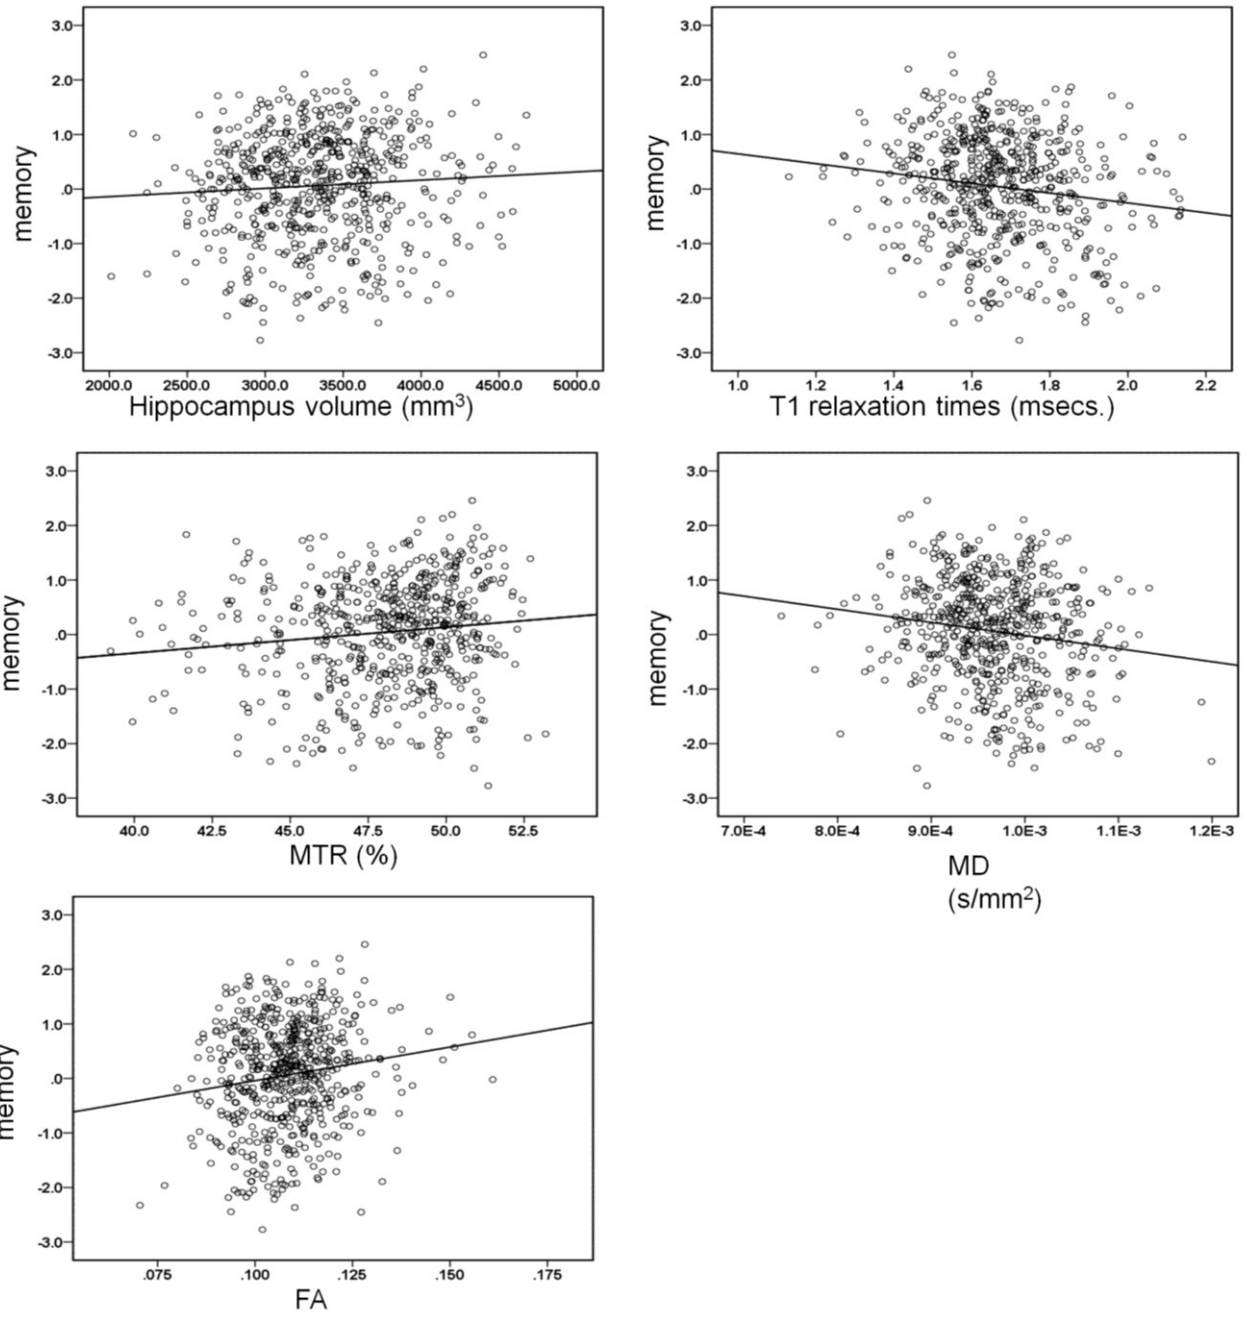 3.0
2.0
1.0
.0
-1.0
-2.0
-3.0
memory
2000.0 2500.0 3000.0 3500.0 4000.0 4500.0 5000.0
Hippocampus volume (mm³)
3.0
2.0
1.0
.0
-1.0
-2.0
-3.0
memory
1.0 1.2 1.4 1.6 1.8 2.0 2.2
T1 relaxation times (msecs.)
3.0
2.0
1.0
.0
-1.0
-2.0
-3.0
memory
40.0 42.5 45.0 47.5 50.0 52.5
MTR (%)
3.0
2.0
1.0
.0
-1.0
-2.0
-3.0
memory
7.0E-4 8.0E-4 9.0E-4 1.0E-3 1.1E-3 1.2E-3
MD
(s/mm²)
3.0
2.0
1.0
.0
-1.0
-2.0
-3.0
memory
.075 .100 .125 .150 .175
FA